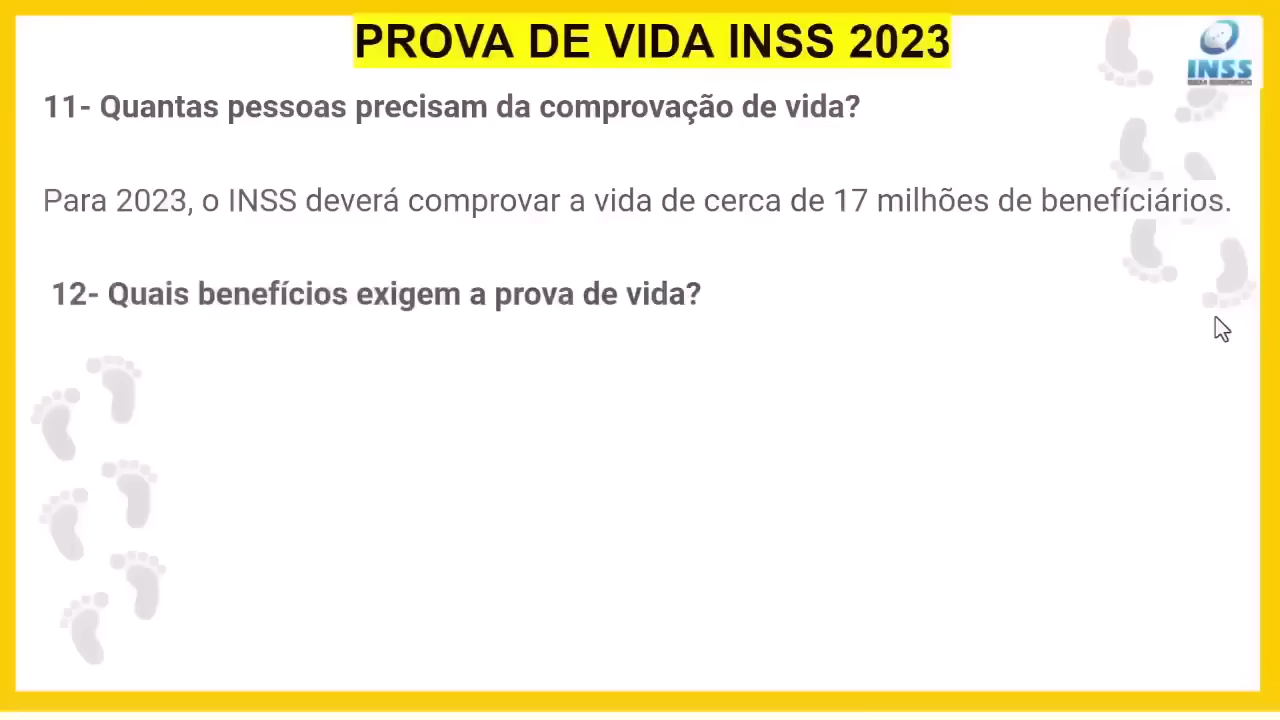 PROVA DE VIDA INSS 2023
INSS
11- Quantas pessoas precisam da comprovação de vida?
Para 2023, o INSS deverá comprovar a vida de cerca de 17 milhões de benefíciários.
12- Quais benefícios exigem a prova de vida?